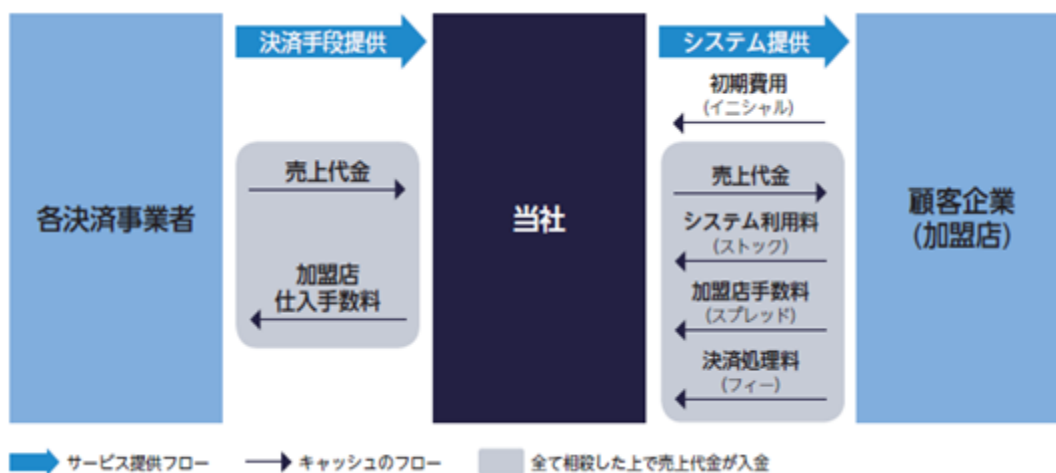 決済手段提供
システム提供
初期費用
(イニシャル)
各決済事業者
売上代金
加盟店
仕入手数料
当社
売上代金
システム利用料
(ストック)
加盟店手数料
(スプレッド)
決済処理料
(フィー)
顧客企業
(加盟店)
サービス提供フロー
キャッシュのフロー
全て相殺した上で売上代金が入金